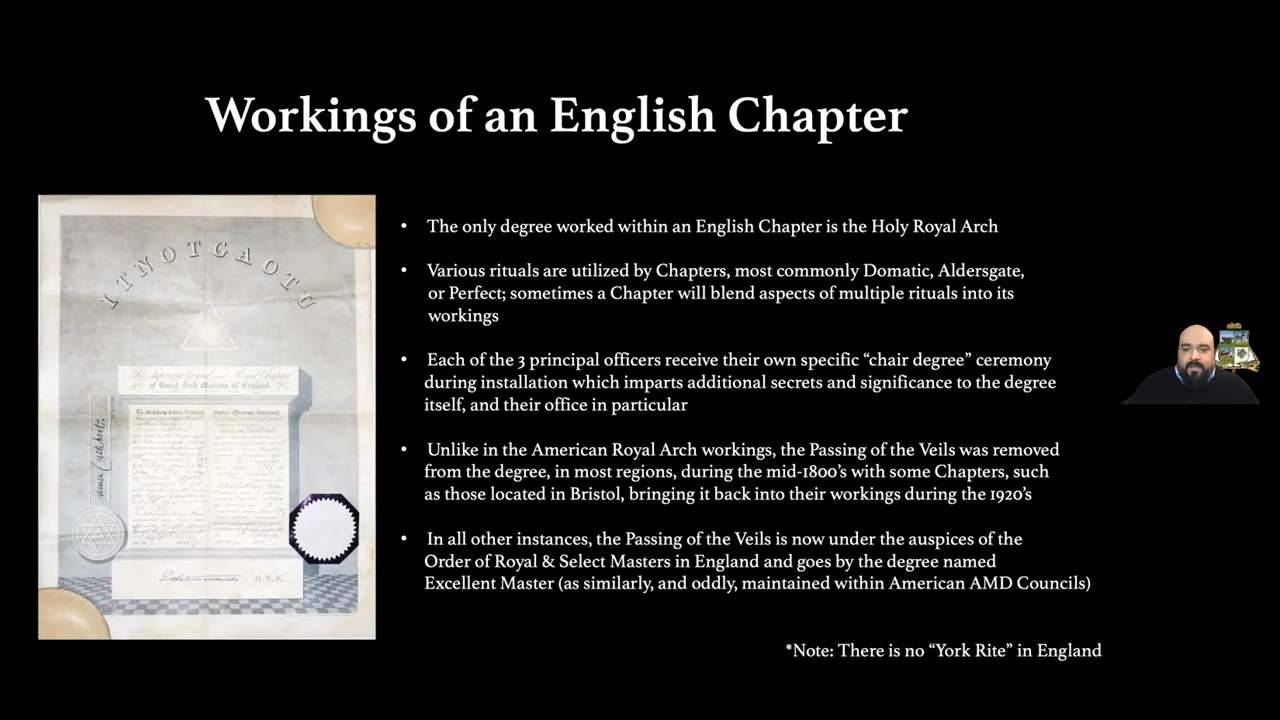 Workings of an English Chapter
ITNOTGAOTU
The Supreme Grand and Royal Chapter
of Royal Arch Masons of England.
To all whom it may Concern
• The only degree worked within an English Chapter is the Holy Royal Arch
• Various rituals are utilized by Chapters, most commonly Domatic, Aldersgate,
or Perfect; sometimes a Chapter will blend aspects of multiple rituals into its
workings
• Each of the 3 principal officers receive their own specific “chair degree” ceremony
during installation which imparts additional secrets and significance to the degree
itself, and their office in particular
• Unlike in the American Royal Arch workings, the Passing of the Veils was removed
from the degree, in most regions, during the mid-1800’s with some Chapters, such
as those located in Bristol, bringing it back into their workings during the 1920’s
• In all other instances, the Passing of the Veils is now under the auspices of the
Order of Royal & Select Masters in England and goes by the degree named
Excellent Master (as similarly, and oddly, maintained within American AMD Councils)
*Note: There is no “York Rite” in England